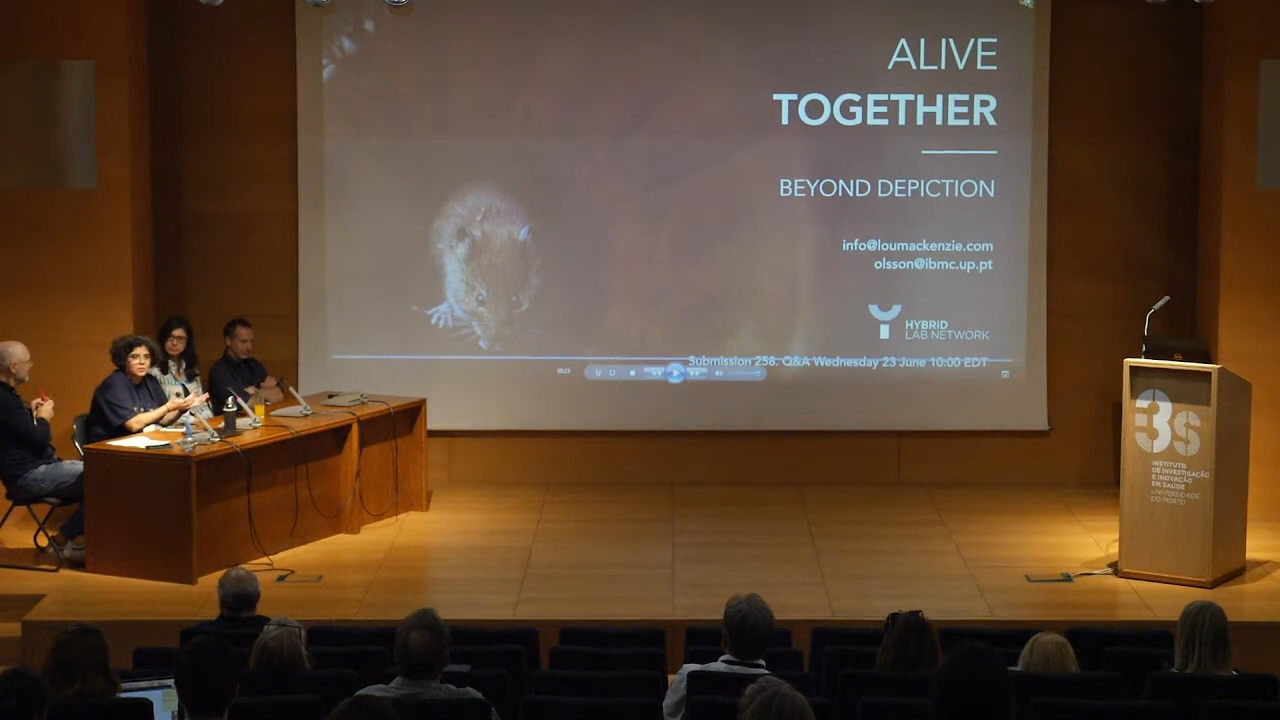 ALIVE
TOGETHER
BEYOND DEPICTION
info@loumackenzie.com
olsson@ibmc.up.pt
HYBRID
LAB NETWORK
Submission 258. Q&A Wednesday 23 June 10:00 EDT
i3S
INSTITUTO
DE INVESTIGAÇÃO
E INOVAÇÃO
EM SAÚDE
UNIVERSIDADE
DO PORTO